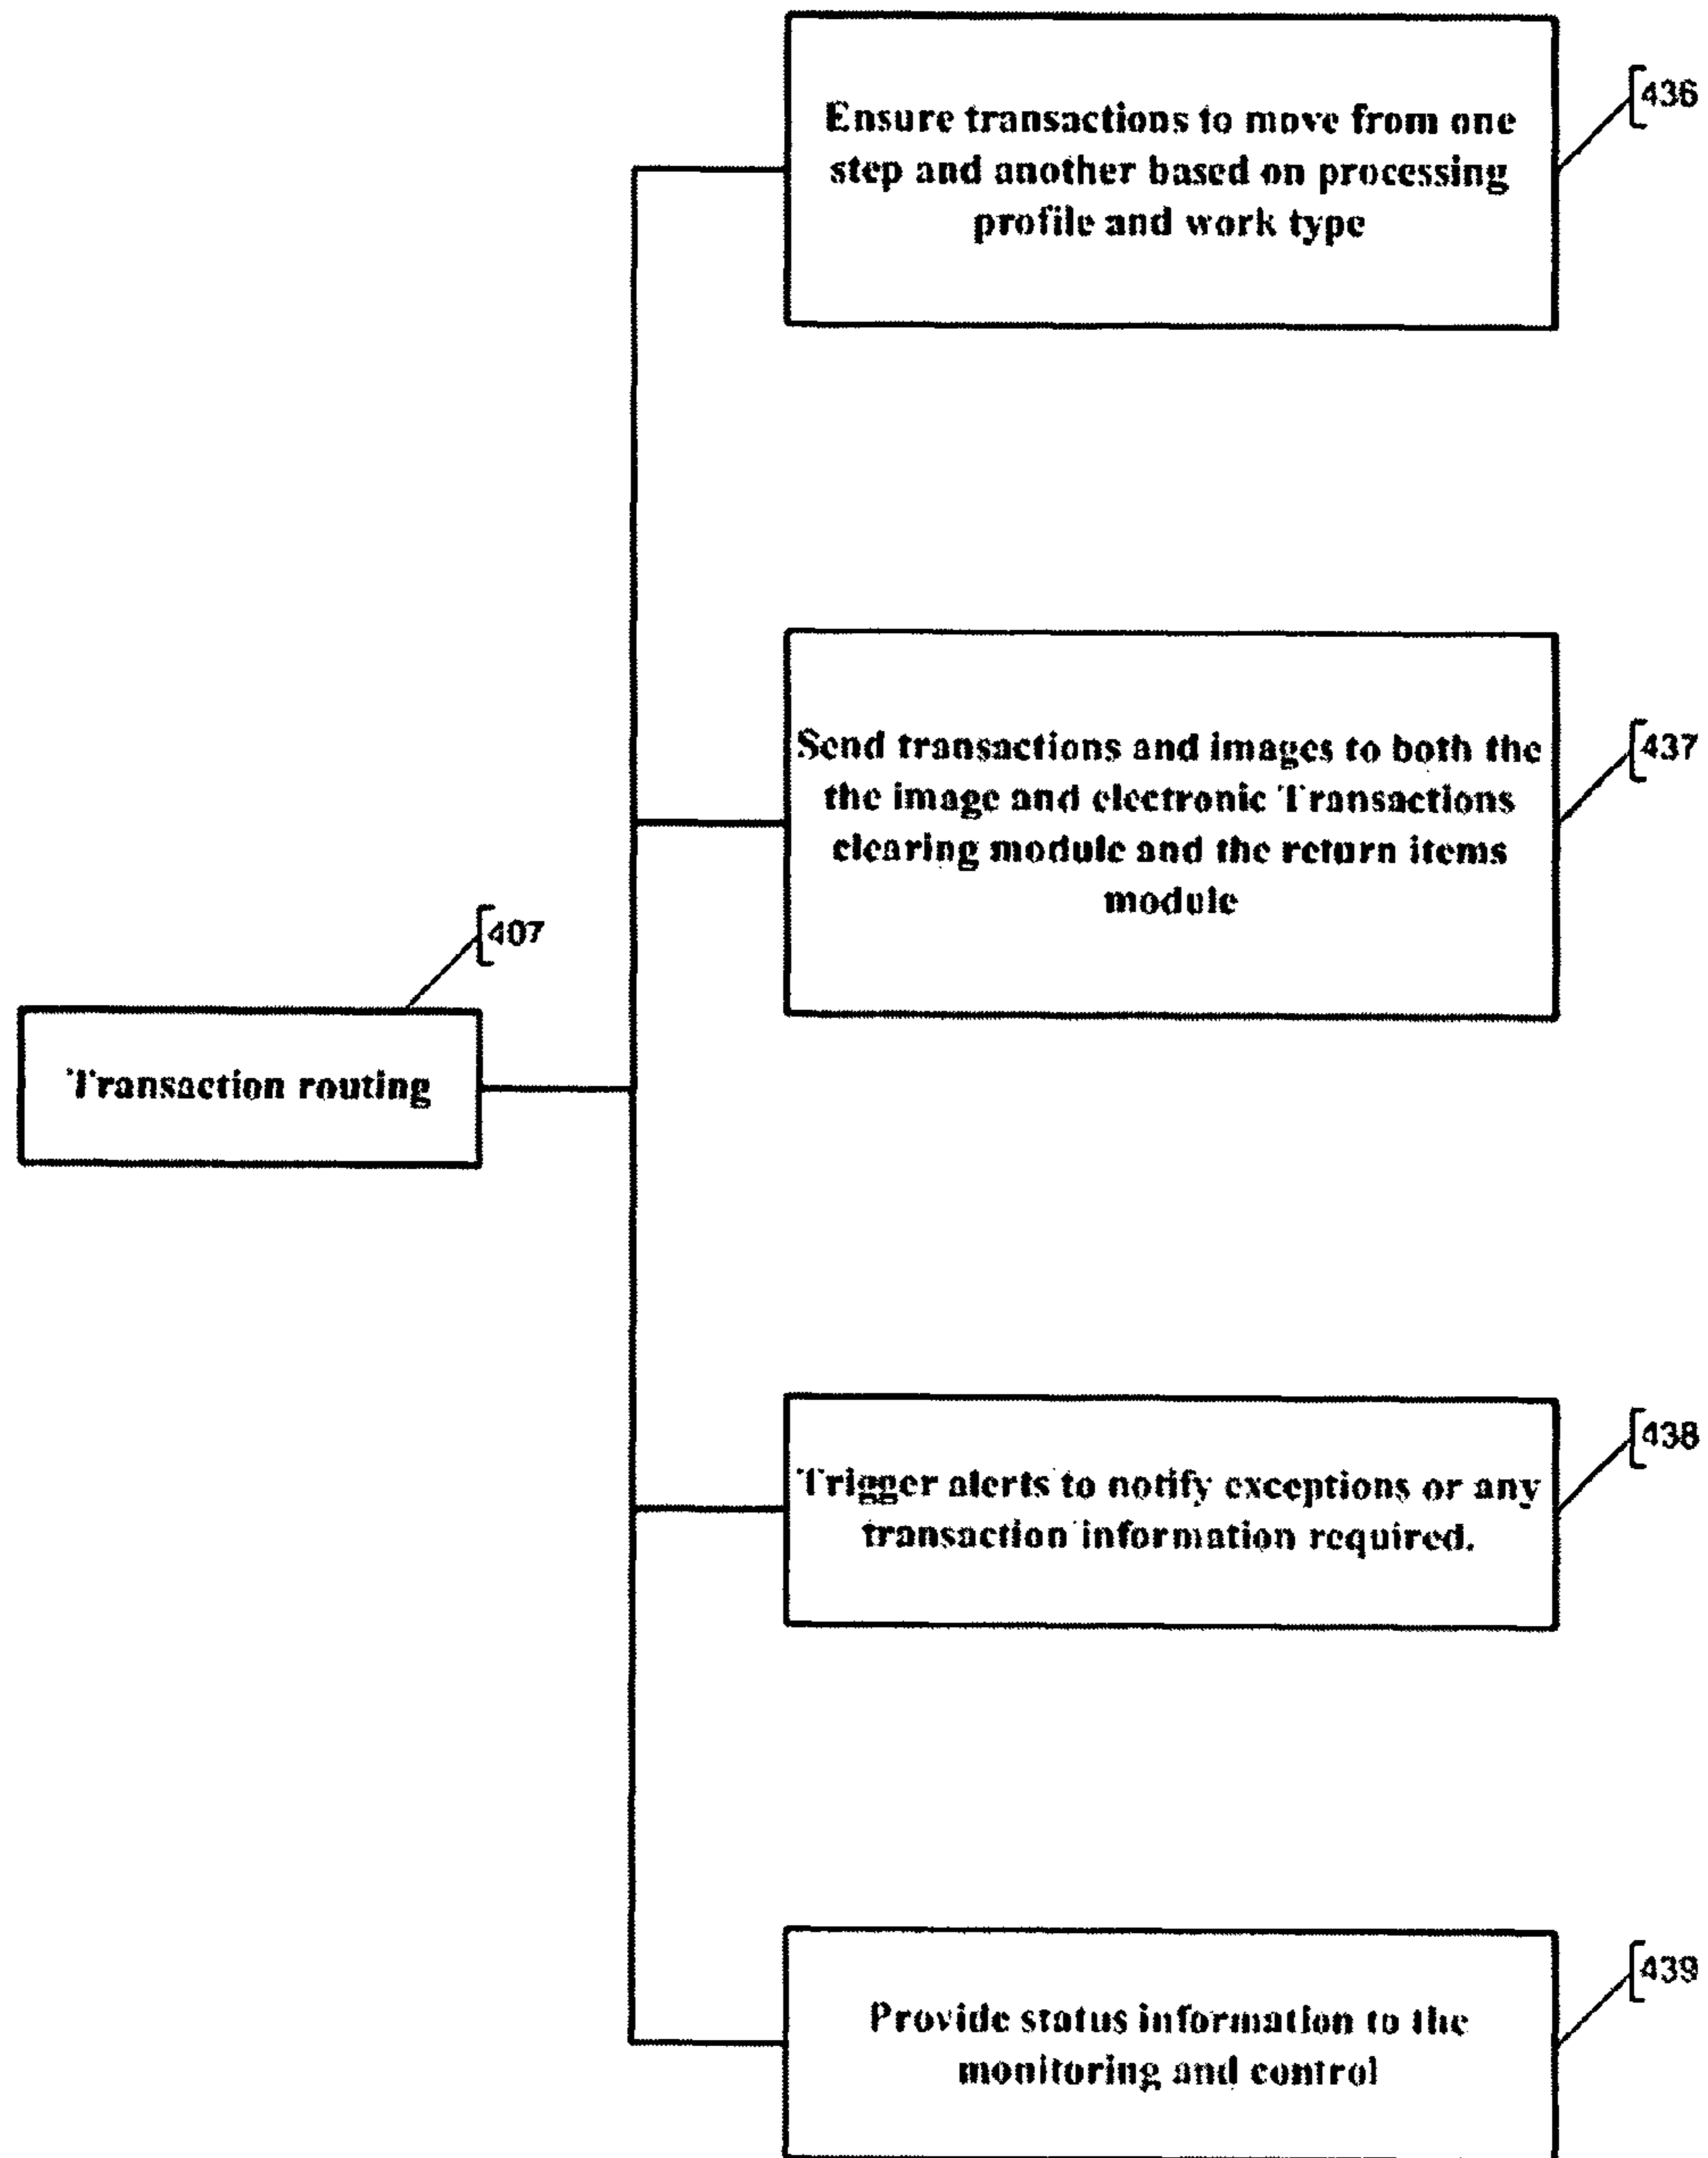 Ensure transactions to move from one
step and another based on processing
profile and work type
436
Send transactions and images to both the
the image and electronic Transactions
clearing module and the return items
module
437
407
Transaction routing
Trigger alerts to notify exceptions or any
transaction information required.
438
Provide status information to the
monitoring and control
439